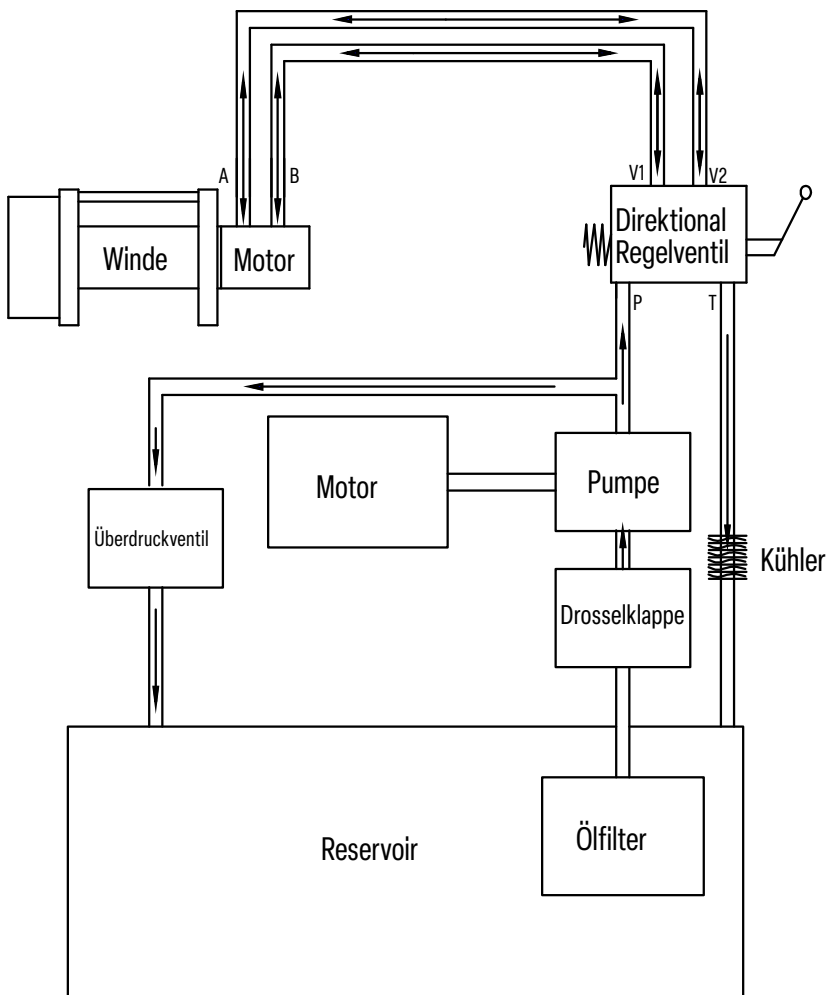 A
B
V1
V2
Direktional
Regelventil
Winde
Motor
P
T
Motor
Pumpe
Überdruckventil
Kühler
Drosselklappe
Reservoir
Ölfilter